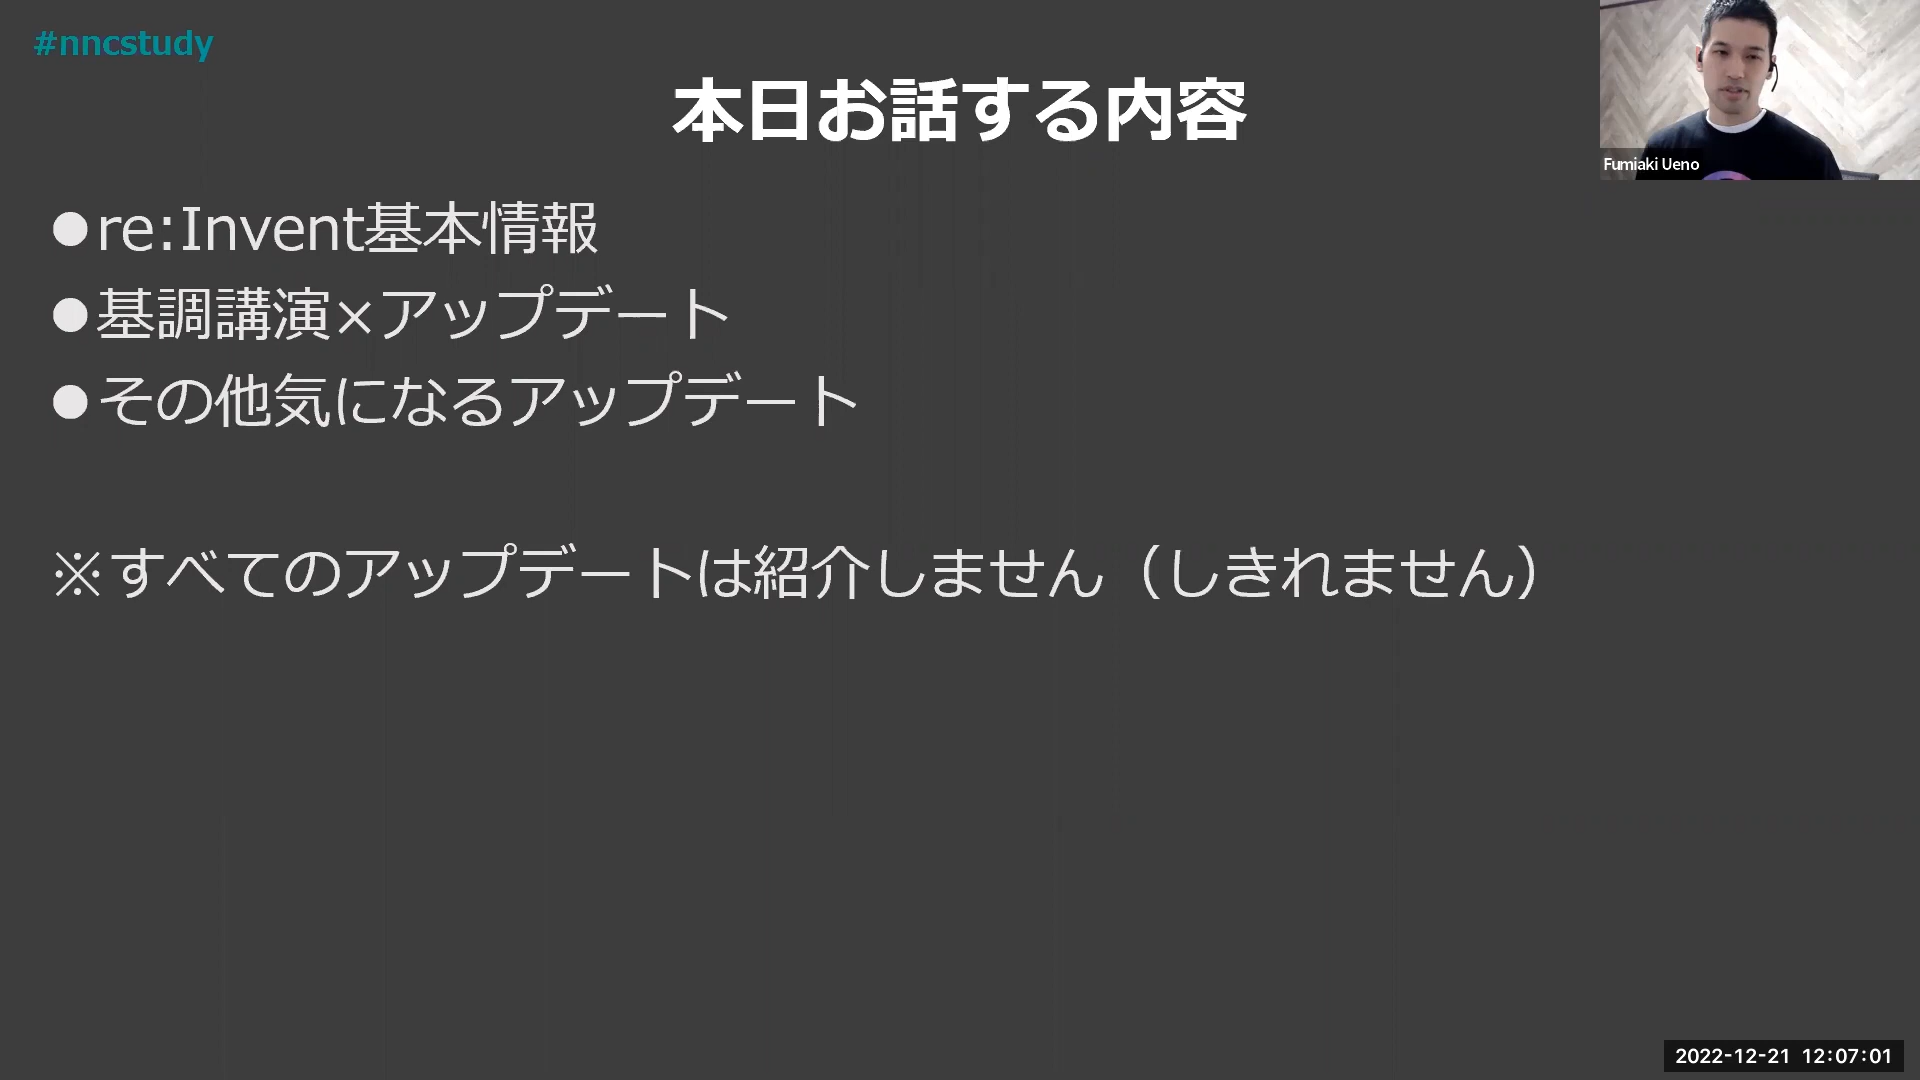 #nncstudy
本日お話する内容
Fumiaki Ueno
●re:Invent基本情報
●基調講演×アップデート
●その他気になるアップデート
※すべてのアップデートは紹介しません（しきれません）
2022-12-21 12:07:01